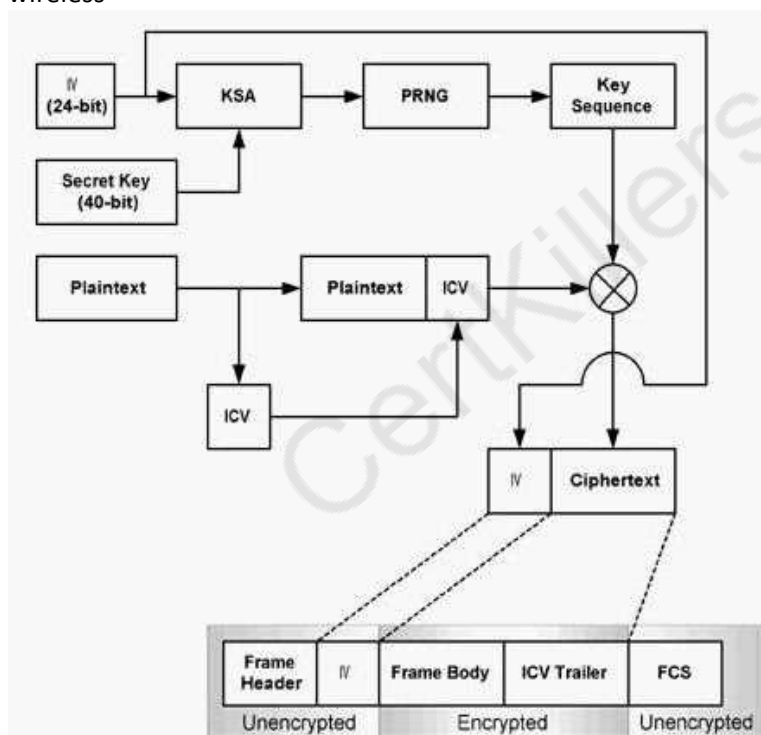 wireless
IV
(24-bit)
KSA
PRNG
Key
Sequence
Secret Key
(40-bit)
Plaintext
Plaintext
ICV
ICV
IV
Ciphertext
Frame
Header
IV
Frame Body
ICV Trailer
FCS
Unencrypted
Encrypted
Unencrypted
CertKillers